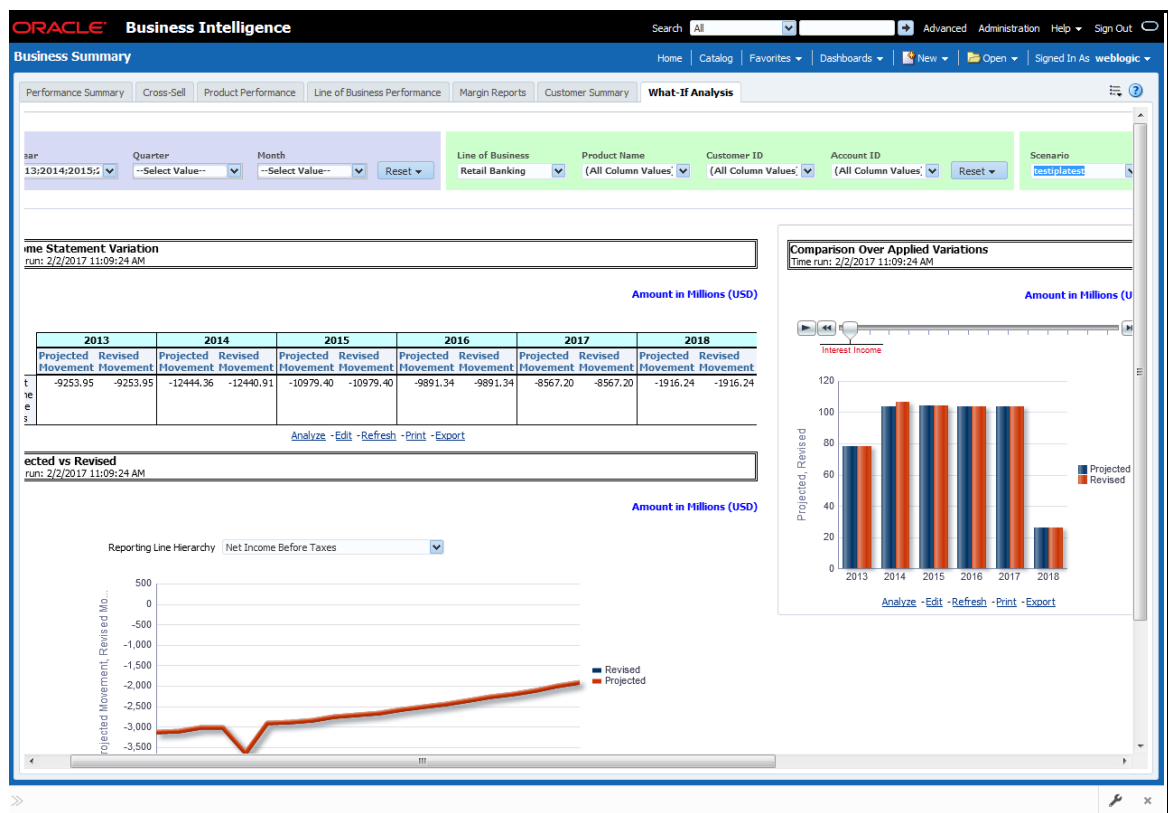 ORACLE Business Intelligence
Search All Advanced Administration Help Sign Out
Business Summary
Home Catalog Favorites Dashboards New Open Signed In As weblogic
Performance Summary Cross-Sell Product Performance Line of Business Performance Margin Reports Customer Summary What-If Analysis
ear Quarter Month Line of Business Product Name Customer ID Account ID Scenario
13;2014;2015;2 --Select Value-- --Select Value-- Reset Retail Banking (All Column Values) (All Column Values) (All Column Values) Reset testiplatest
me Statement Variation
run: 2/2/2017 11:09:24 AM
Amount in Millions (USD)
2013 2014 2015 2016 2017 2018
Projected Movement Revised Movement Projected Movement Revised Movement Projected Movement Revised Movement Projected Movement Revised Movement Projected Movement Revised Movement Projected Movement Revised Movement
t -9253.95 -9253.95 -12444.36 -12440.91 -10979.40 -10979.40 -9891.34 -9891.34 -8567.20 -8567.20 -1916.24 -1916.24
ne
e
s
Analyze - Edit - Refresh - Print - Export
ected vs Revised
run: 2/2/2017 11:09:24 AM
Amount in Millions (USD)
Reporting Line Hierarchy Net Income Before Taxes
rojected Movement, Revised Mo...
500
0
-500
-1,000
-1,500
-2,000
-2,500
-3,000
-3,500
Revised
Projected
Comparison Over Applied Variations
Time run: 2/2/2017 11:09:24 AM
Amount in Millions (U
Interest Income
Projected, Revised
120
100
80
60
40
20
0
2013 2014 2015 2016 2017 2018
Projected
Revised
Analyze - Edit - Refresh - Print - Export